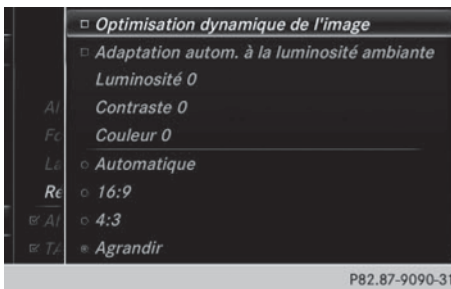 Optimisation dynamique de l'image
Adaptation autom. à la luminosité ambiante
Luminosité 0
Contraste 0
Couleur 0
Automatique
Re 16:9
4:3
Agrandir
P82.87-9090-31